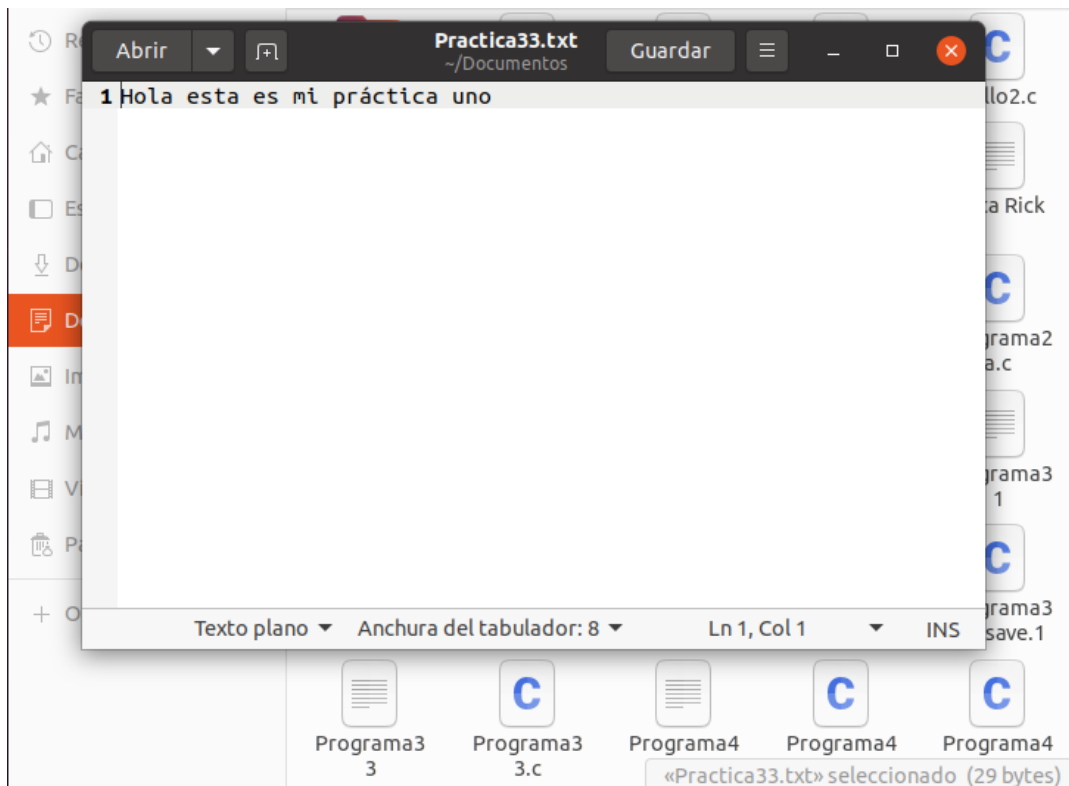 Abrir
Practica33.txt
~/Documentos
Guardar
1 Hola esta es mi práctica uno
Texto plano
Anchura del tabulador: 8
Ln 1, Col 1
INS
llo2.c
a Rick
grama2
a.c
grama3
1
grama3
save.1
Programa3
3
Programa3
3.c
Programa4
Programa4
Programa4
«Practica33.txt» seleccionado (29 bytes)